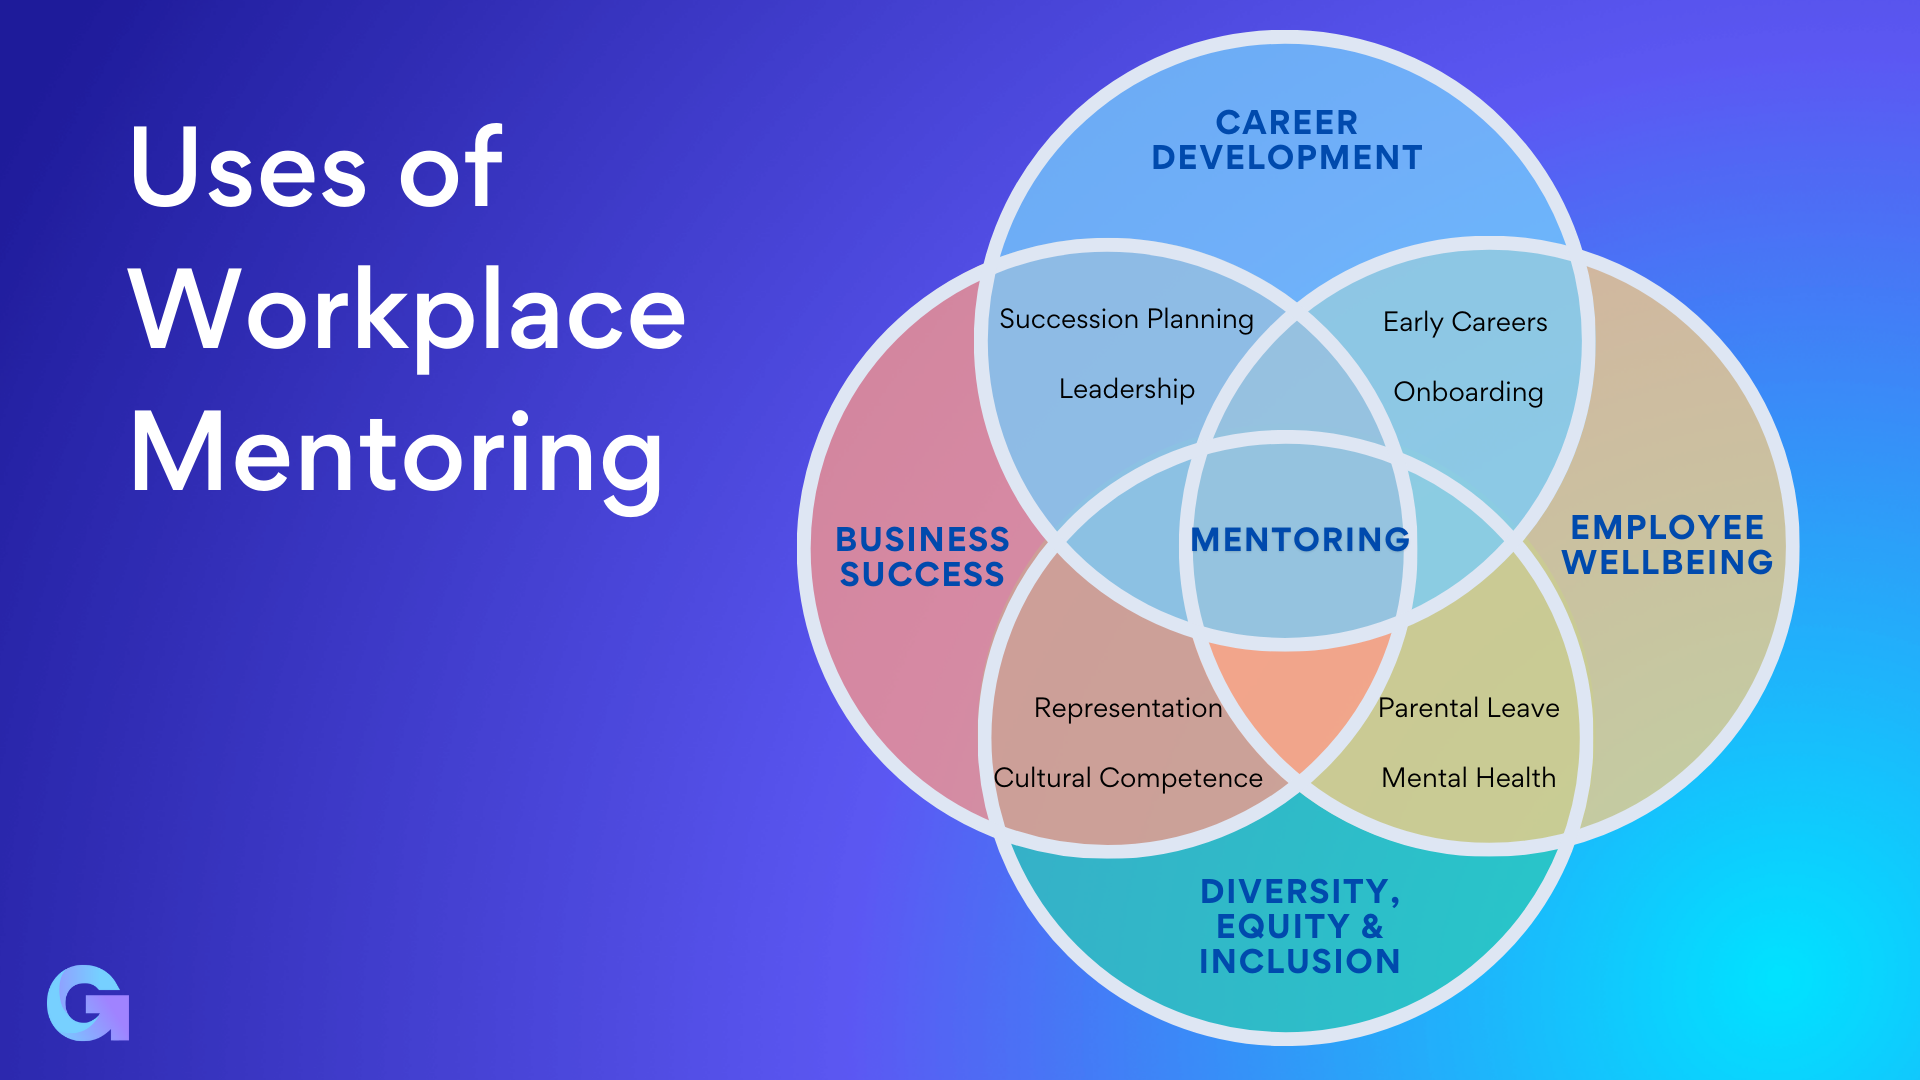 Uses of
Workplace
Mentoring
CAREER
DEVELOPMENT
Succession Planning
Leadership
Early Careers
Onboarding
BUSINESS
SUCCESS
MENTORING
EMPLOYEE
WELLBEING
Representation
Cultural Competence
Parental Leave
Mental Health
DIVERSITY,
EQUITY &
INCLUSION
G